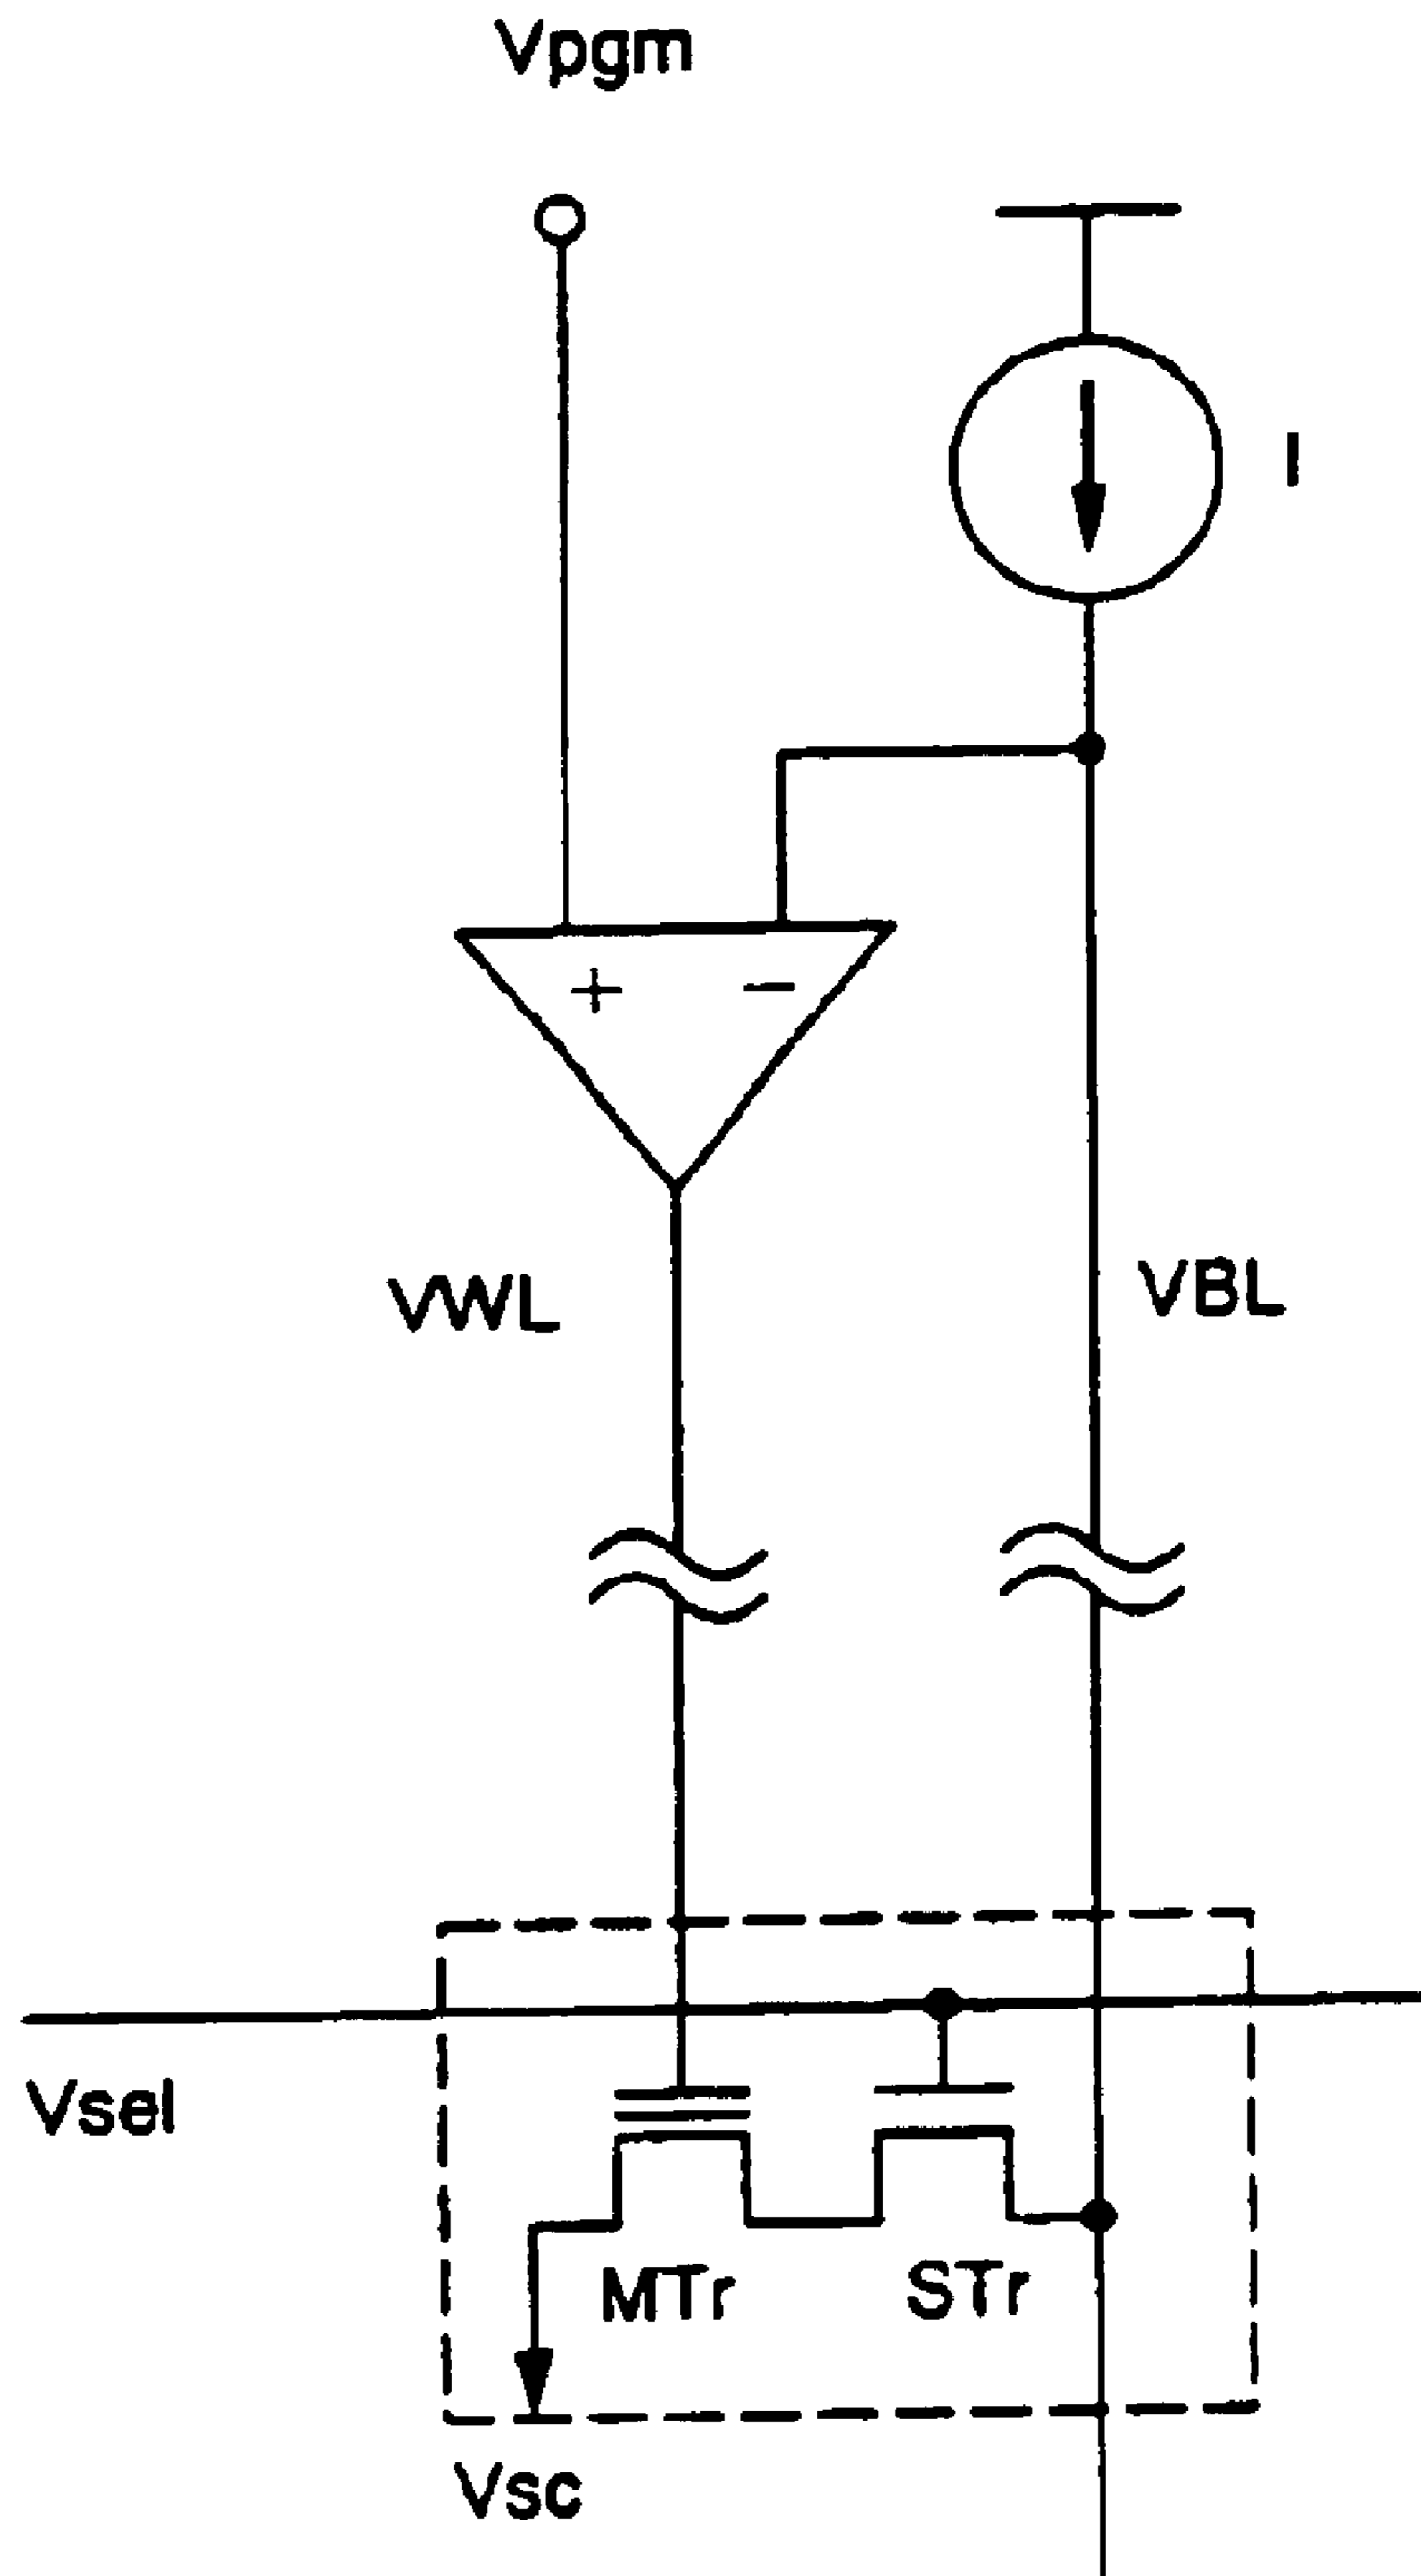 Vpgm
I
+ −
VWL
VBL
Vsel
MTr
STr
Vsc